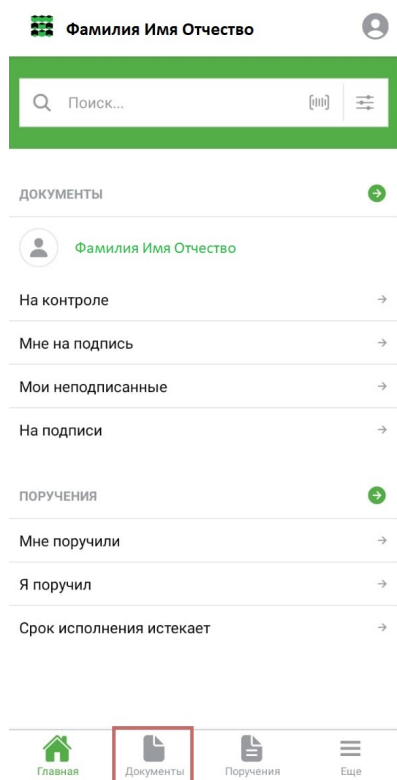 Фамилия Имя Отчество
Поиск...
ДОКУМЕНТЫ
Фамилия Имя Отчество
На контроле
Мне на подпись
Мои неподписанные
На подписи
ПОРУЧЕНИЯ
Мне поручили
Я поручил
Срок исполнения истекает
Главная Документы Поручения Еще